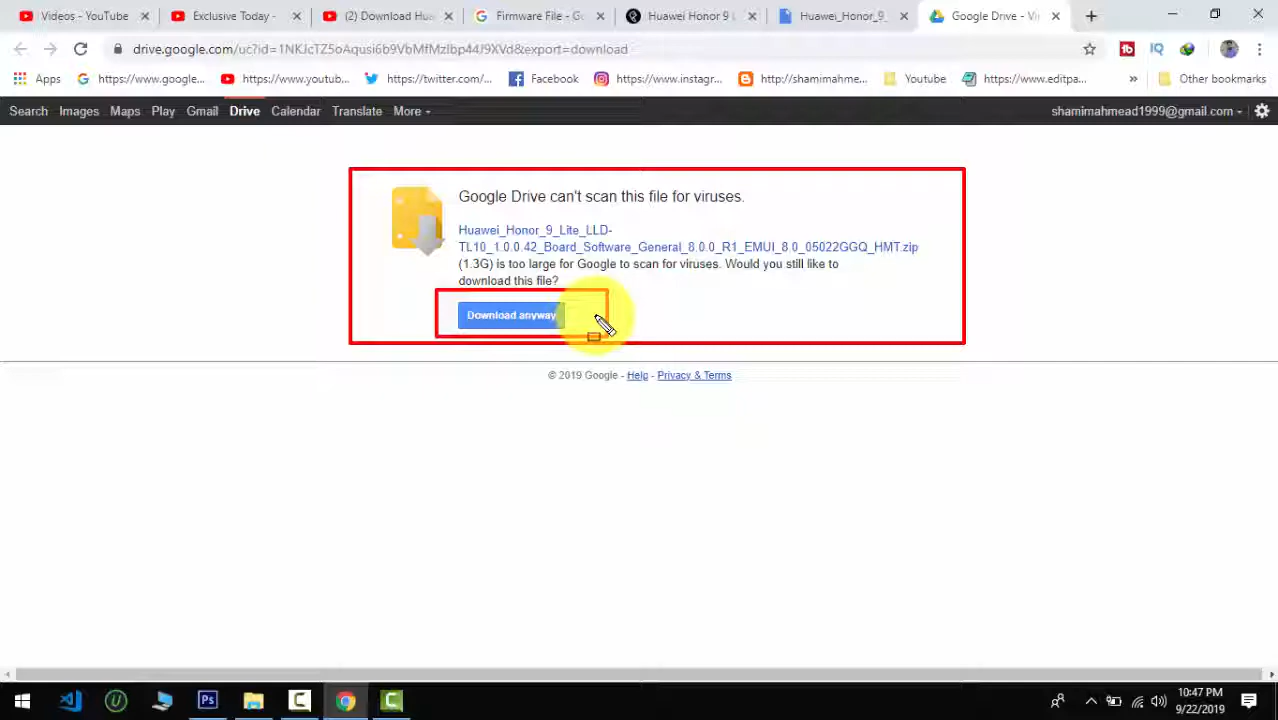 Videos - YouTube
Exclusive Today -
(2) Download Hua
Firmware File - Go
Huawei Honor 9 L
Huawei_Honor_9_
Google Drive - Vi
drive.google.com/uc?id=1NKJcTZ5oAqusi6b9VbMfMzlbp44J9XVd&export=download
Apps
https://www.google...
https://www.youtub...
https://twitter.com/...
Facebook
https://www.instagr...
http://shamimahme...
Youtube
https://www.editpa...
»
Other bookmarks
Search Images Maps Play Gmail Drive Calendar Translate More
shamimahmead1999@gmail.com
Google Drive can't scan this file for viruses.
Huawei_Honor_9_Lite_LLD-
TL10_1.0.0.42_Board_Software_General_8.0.0_R1_EMUI_8.0_05022GGQ_HMT.zip
(1.3G) is too large for Google to scan for viruses. Would you still like to
download this file?
Download anyway
© 2019 Google - Help - Privacy & Terms
10:47 PM
9/22/2019